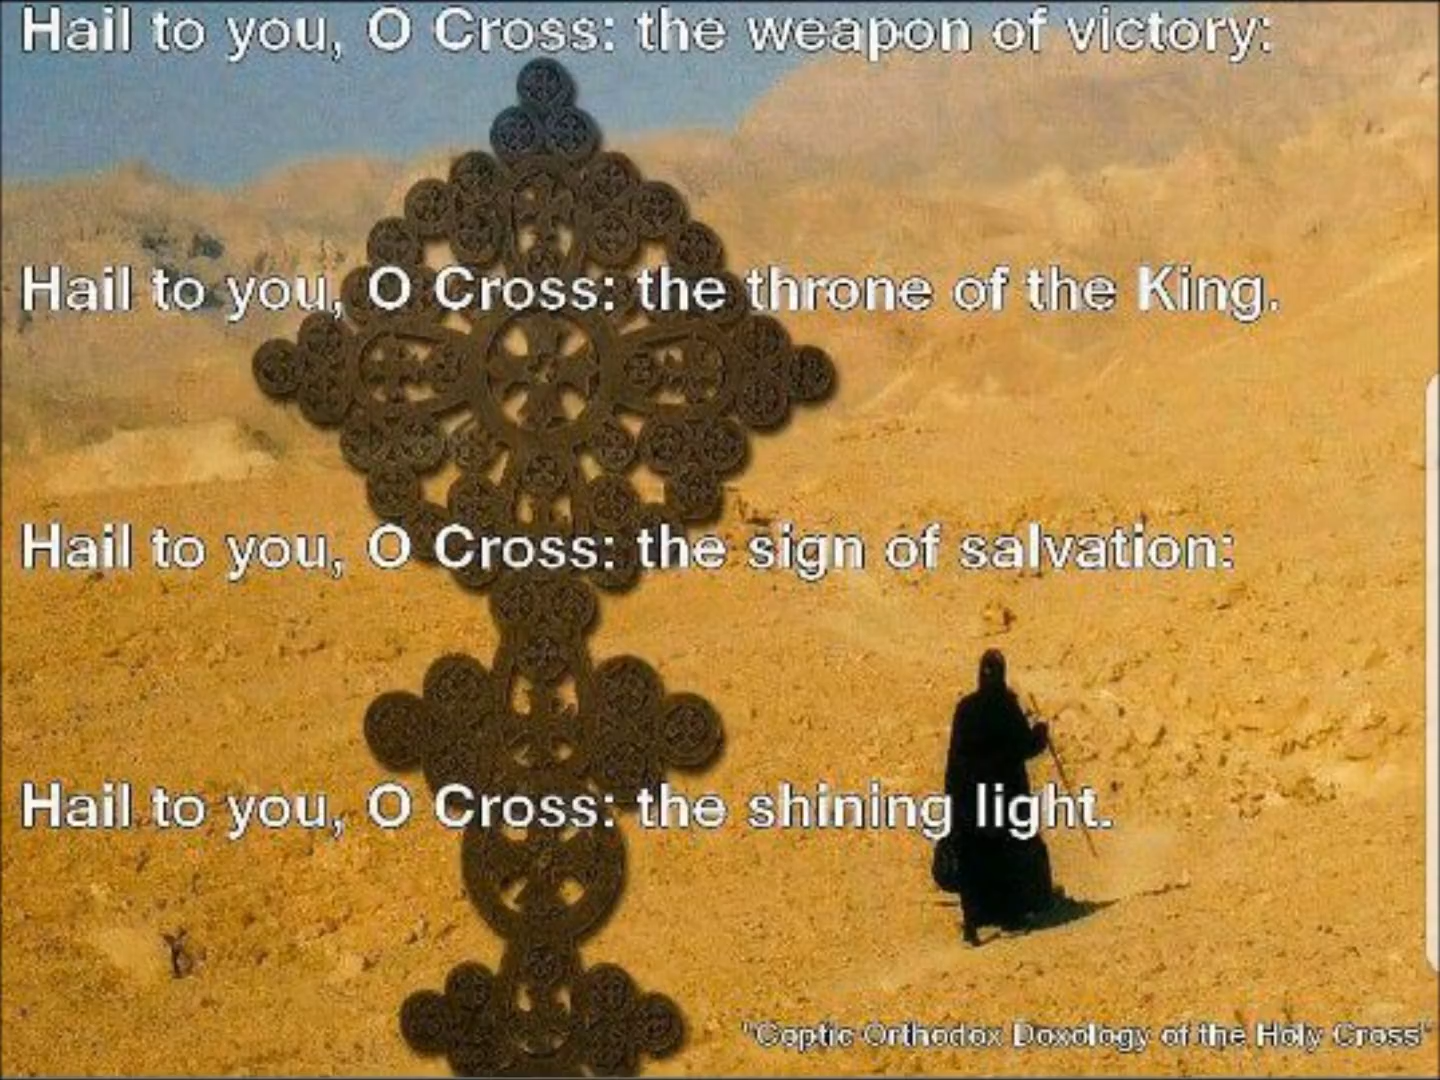 Hail to you, O Cross: the weapon of victory:
Hail to you, O Cross: the throne of the King.
Hail to you, O Cross: the sign of salvation:
Hail to you, O Cross: the shining light.
"Coptic Orthodox Doxology of the Holy Cross"